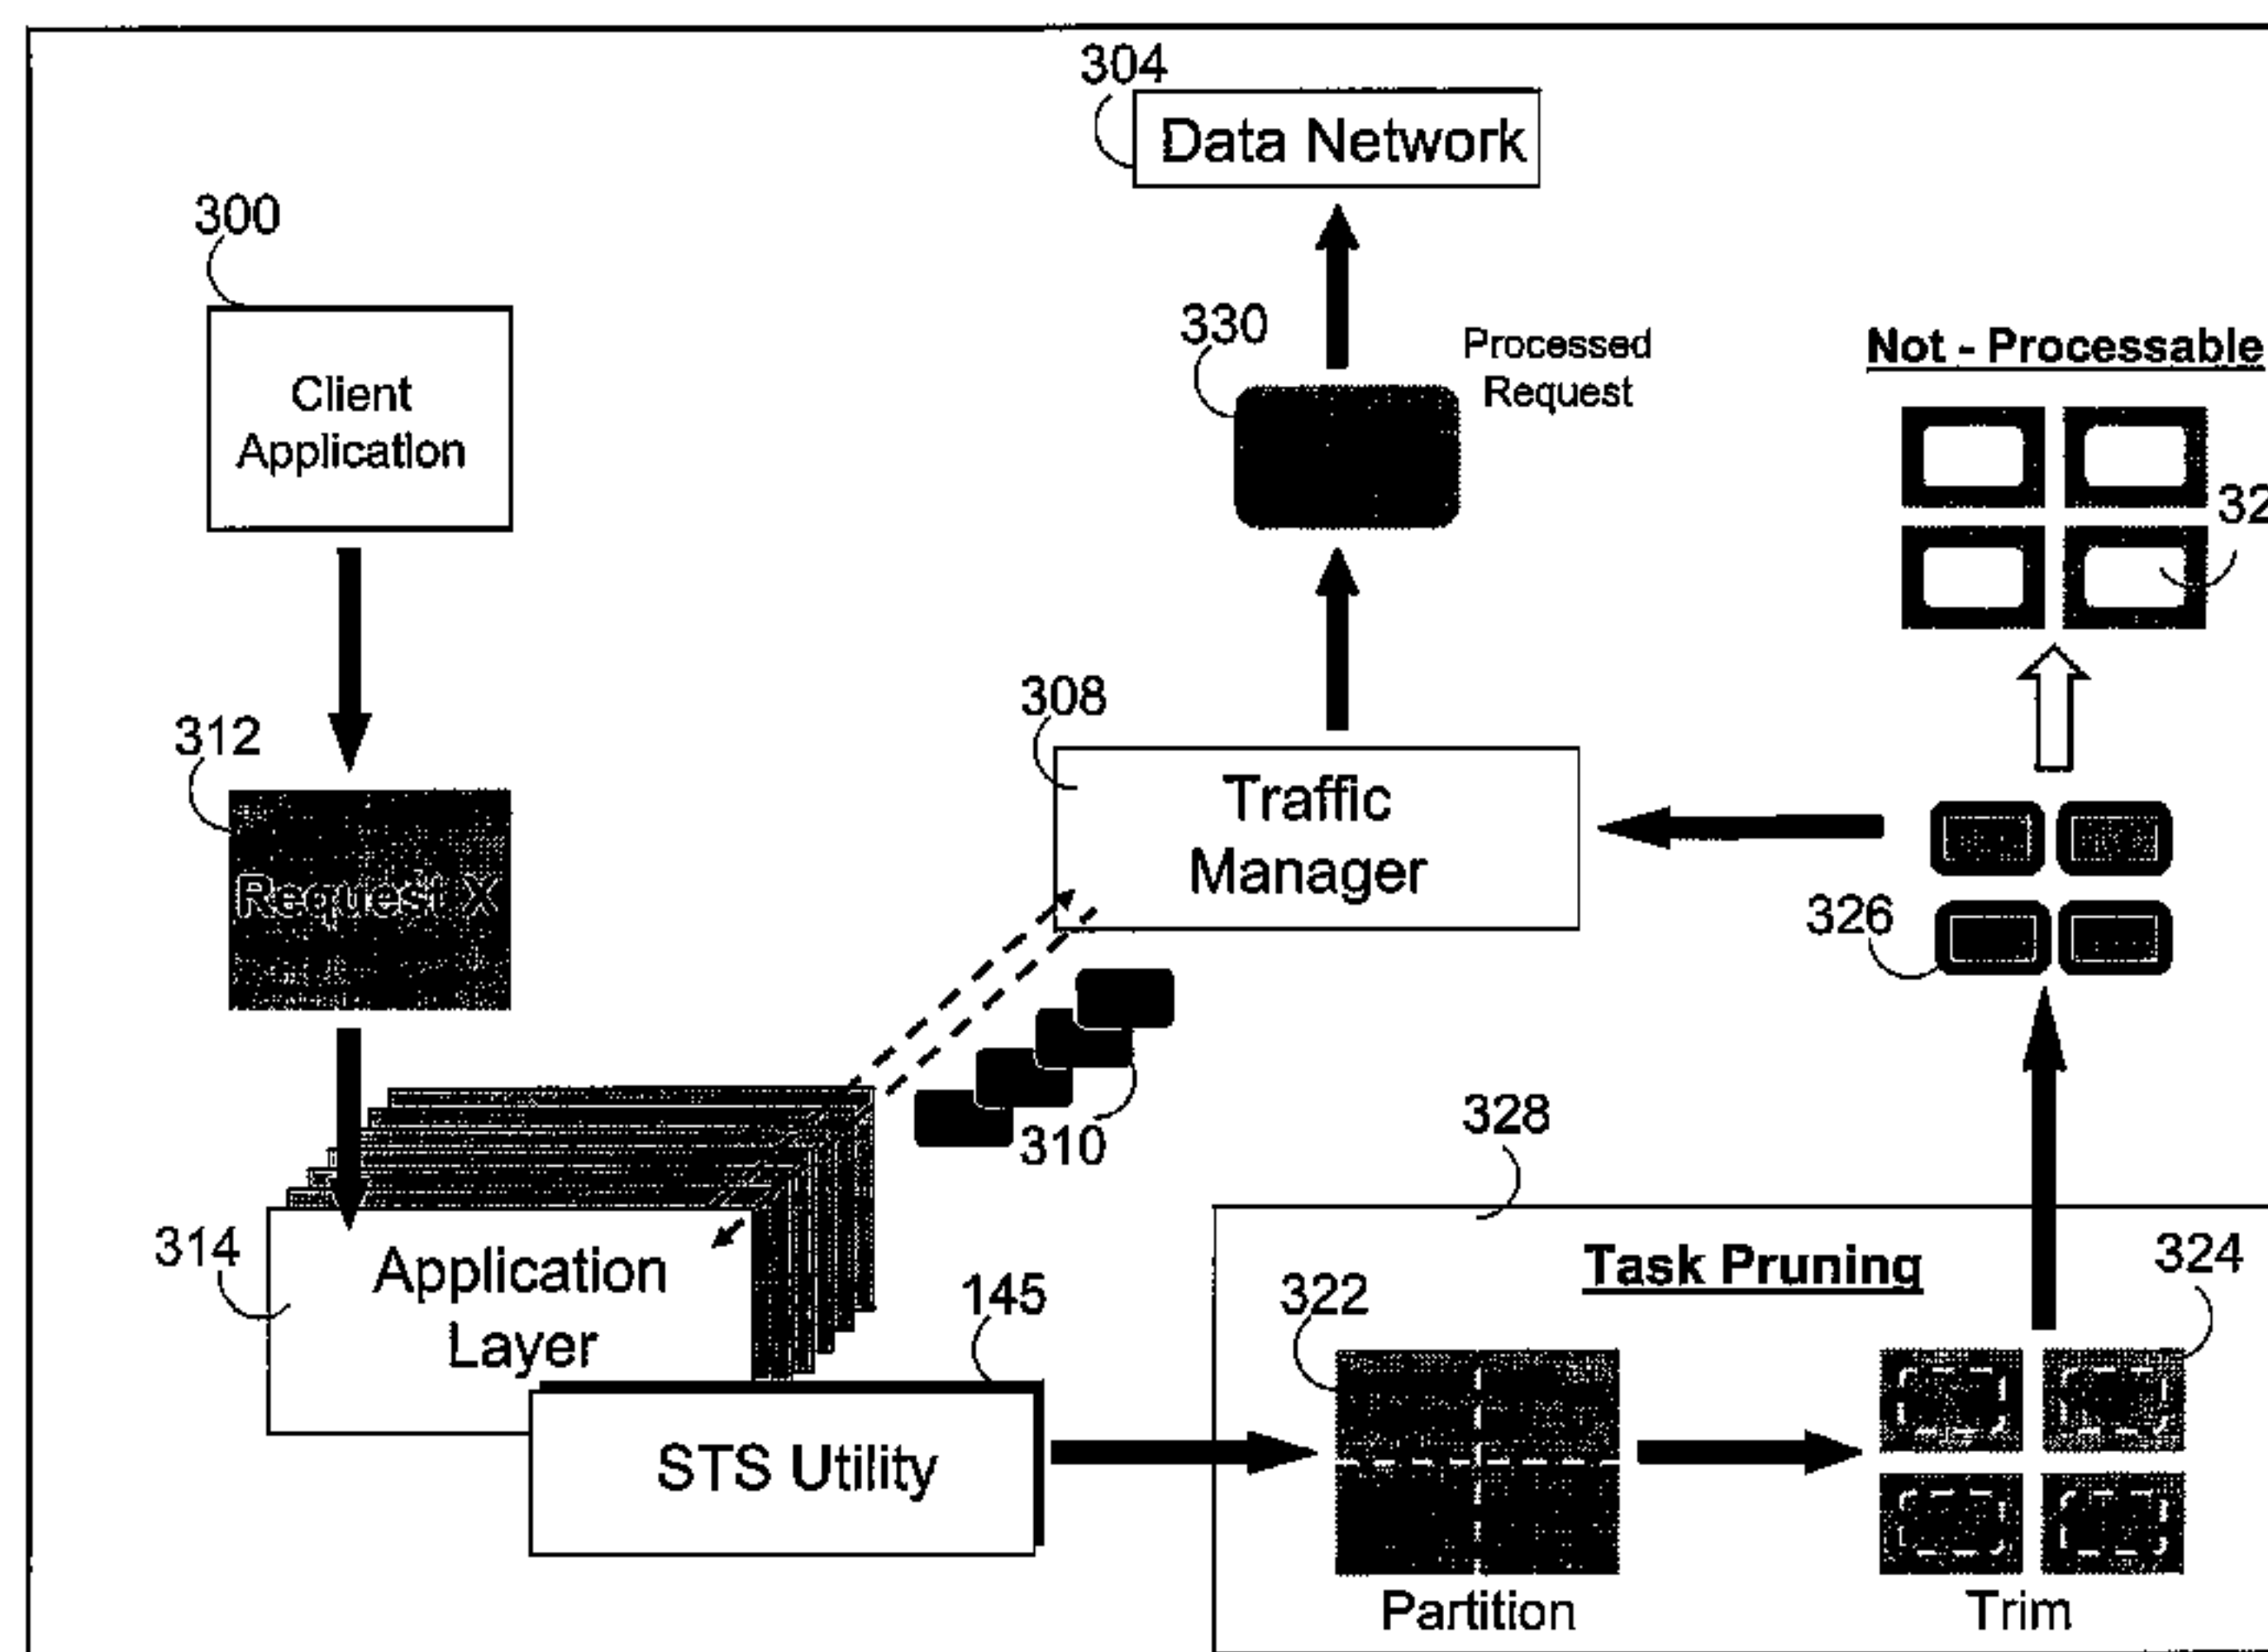 304
Data Network
300
Client
Application
330
Processed
Request
Not - Processable
308
Traffic
Manager
312
Request X
326
310
328
Task Pruning
314
Application
Layer
145
STS Utility
322
324
Partition
Trim